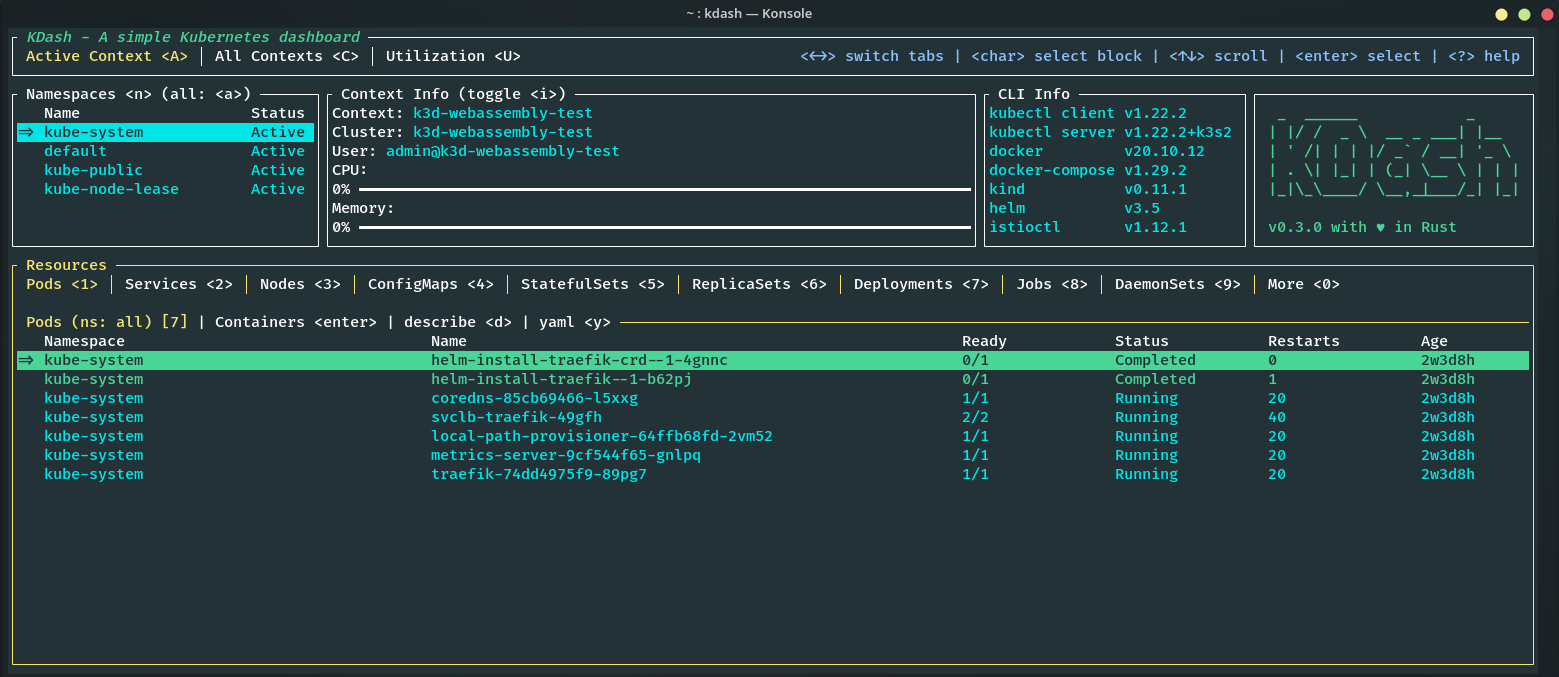 ~ : kdash — Konsole
KDash - A simple Kubernetes dashboard
Active Context <A> │ All Contexts <C> │ Utilization <U>
<←→> switch tabs | <char> select block | <↑↓> scroll | <enter> select | <?> help
Namespaces <n> (all: <a>)
Name Status
⇒ kube-system Active
default Active
kube-public Active
kube-node-lease Active
Context Info (toggle <i>)
Context: k3d-webassembly-test
Cluster: k3d-webassembly-test
User: admin@k3d-webassembly-test
CPU:
0%
Memory:
0%
CLI Info
kubectl client v1.22.2
kubectl server v1.22.2+k3s2
docker v20.10.12
docker-compose v1.29.2
kind v0.11.1
helm v3.5
istioctl v1.12.1
KDash
v0.3.0 with ♥ in Rust
Resources
Pods <1> │ Services <2> │ Nodes <3> │ ConfigMaps <4> │ StatefulSets <5> │ ReplicaSets <6> │ Deployments <7> │ Jobs <8> │ DaemonSets <9> │ More <0>
Pods (ns: all) [7] | Containers <enter> | describe <d> | yaml <y>
Namespace Name Ready Status Restarts Age
⇒ kube-system helm-install-traefik-crd--1-4gnnc 0/1 Completed 0 2w3d8h
kube-system helm-install-traefik--1-b62pj 0/1 Completed 1 2w3d8h
kube-system coredns-85cb69466-l5xxg 1/1 Running 20 2w3d8h
kube-system svclb-traefik-49gfh 2/2 Running 40 2w3d8h
kube-system local-path-provisioner-64ffb68fd-2vm52 1/1 Running 20 2w3d8h
kube-system metrics-server-9cf544f65-gnlpq 1/1 Running 20 2w3d8h
kube-system traefik-74dd4975f9-89pg7 1/1 Running 20 2w3d8h